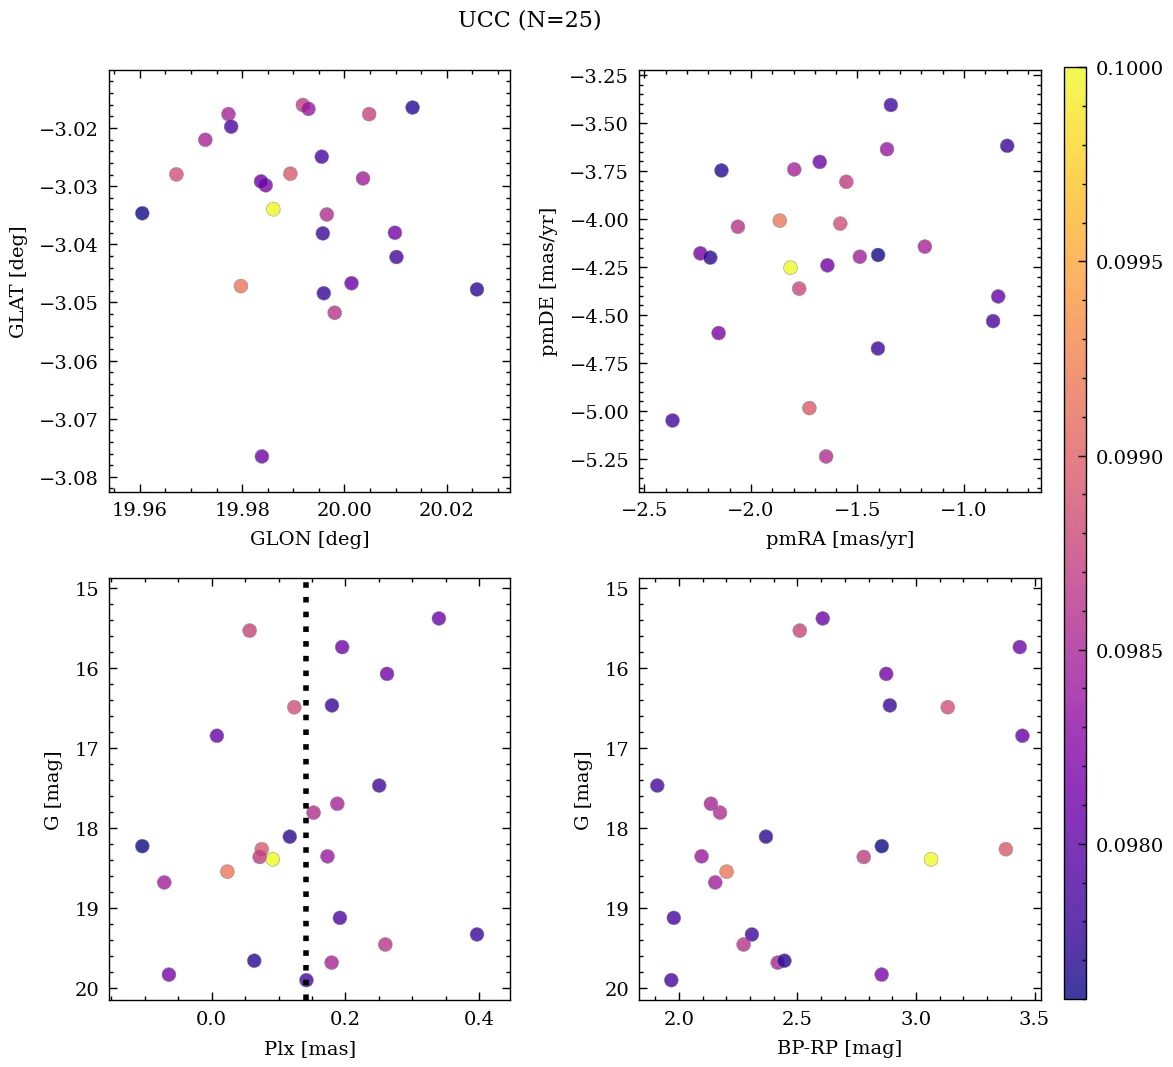 UCC (N=25)
−3.02
−3.03
−3.04
−3.05
−3.06
−3.07
−3.08
GLAT [deg]
19.96 19.98 20.00 20.02
GLON [deg]
−3.25
−3.50
−3.75
−4.00
−4.25
−4.50
−4.75
−5.00
−5.25
pmDE [mas/yr]
−2.5 −2.0 −1.5 −1.0
pmRA [mas/yr]
15
16
17
18
19
20
G [mag]
0.0 0.2 0.4
Plx [mas]
15
16
17
18
19
20
G [mag]
2.0 2.5 3.0 3.5
BP-RP [mag]
0.1000
0.0995
0.0990
0.0985
0.0980